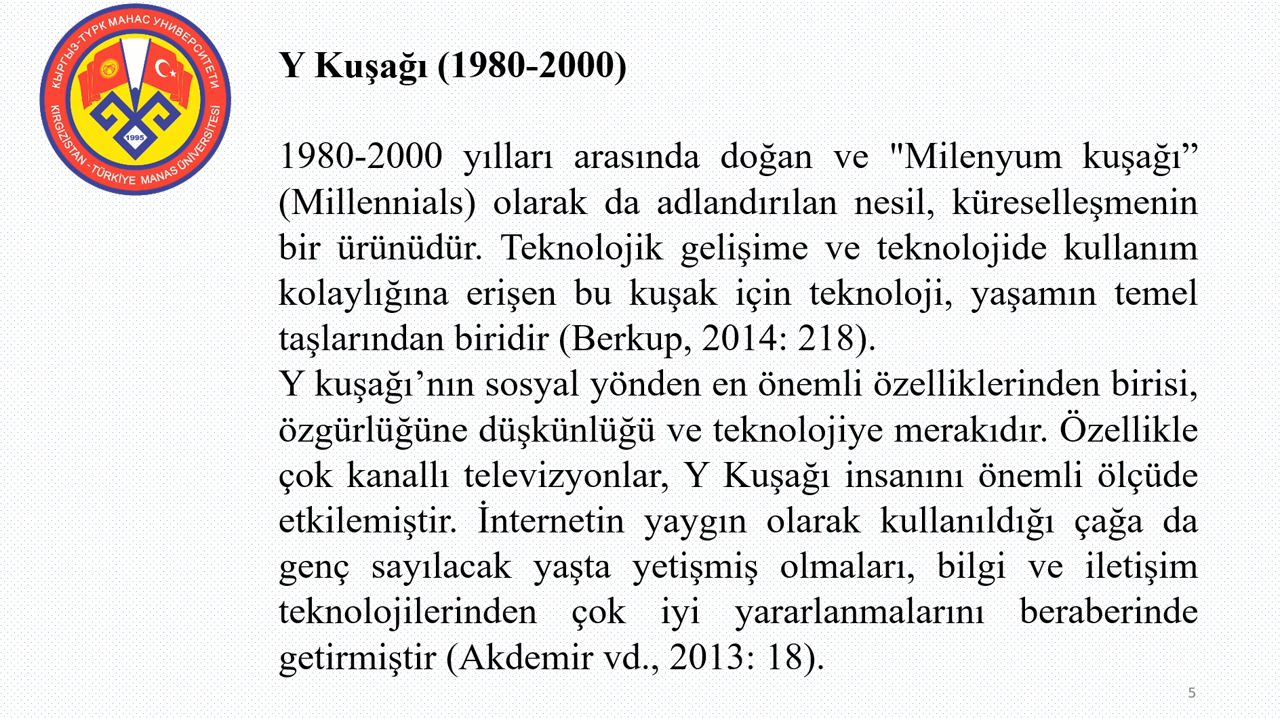 КЫРГЫЗ-ТҮРК МАНАС УНИВЕРСИТЕТИ
1995
KIRGIZİSTAN - TÜRKİYE MANAS ÜNİVERSİTESİ
Y Kuşağı (1980-2000)
1980-2000 yılları arasında doğan ve "Milenyum kuşağı”
(Millennials) olarak da adlandırılan nesil, küreselleşmenin
bir ürünüdür. Teknolojik gelişime ve teknolojide kullanım
kolaylığına erişen bu kuşak için teknoloji, yaşamın temel
taşlarından biridir (Berkup, 2014: 218).
Y kuşağı’nın sosyal yönden en önemli özelliklerinden birisi,
özgürlüğüne düşkünlüğü ve teknolojiye merakıdır. Özellikle
çok kanallı televizyonlar, Y Kuşağı insanını önemli ölçüde
etkilemiştir. İnternetin yaygın olarak kullanıldığı çağa da
genç sayılacak yaşta yetişmiş olmaları, bilgi ve iletişim
teknolojilerinden çok iyi yararlanmalarını beraberinde
getirmiştir (Akdemir vd., 2013: 18).
5